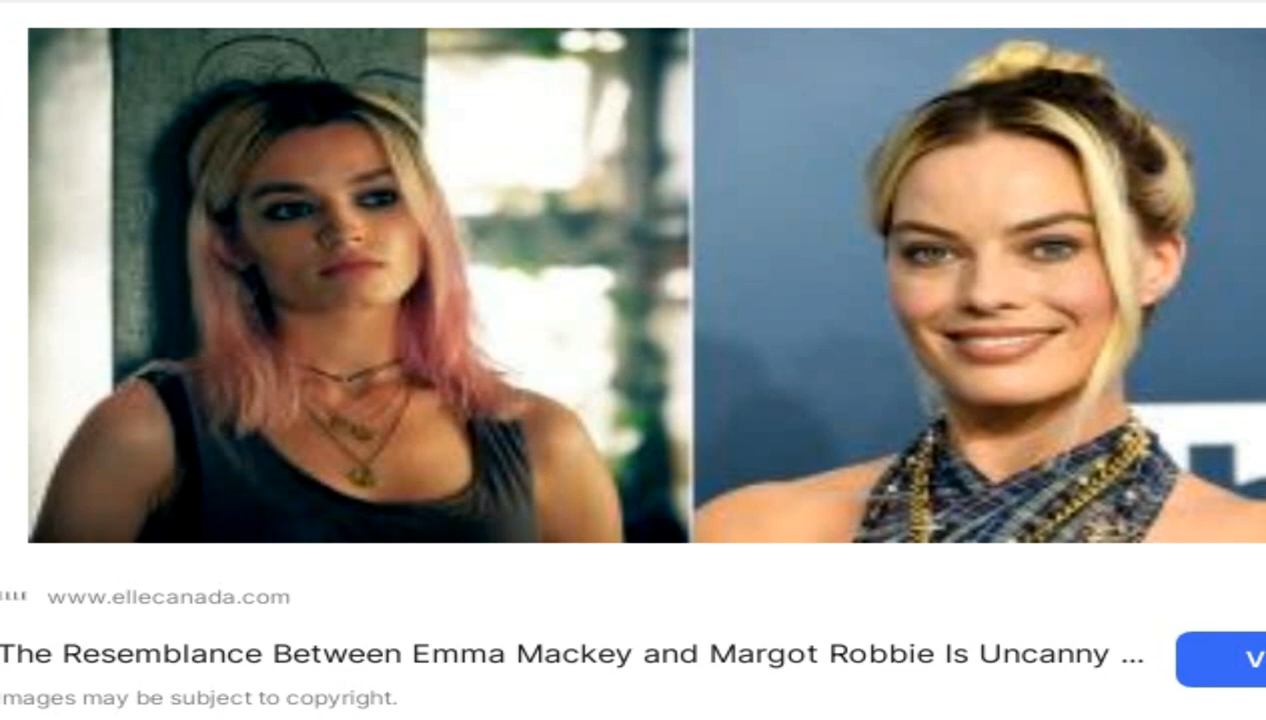 www.ellecanada.com
The Resemblance Between Emma Mackey and Margot Robbie Is Uncanny ...
Images may be subject to copyright.